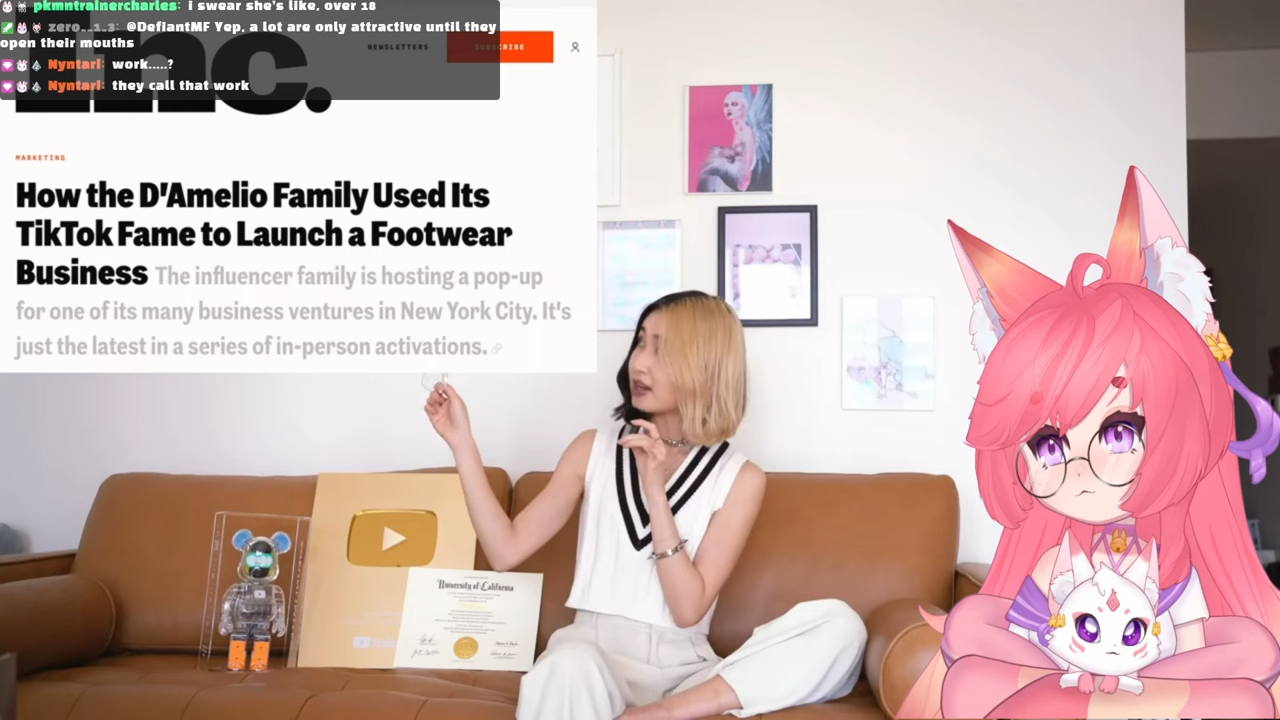 pkmntrainercharles: i swear she's like, over 18
zero__1_3: @DefiantMF Yep, a lot are only attractive until they
open their mouths
Nyntari: work.....?
Nyntari: they call that work
Inc.
NEWSLETTERS
SUBSCRIBE
MARKETING
How the D'Amelio Family Used Its
TikTok Fame to Launch a Footwear
Business The influencer family is hosting a pop-up
for one of its many business ventures in New York City. It's
just the latest in a series of in-person activations.
University of California